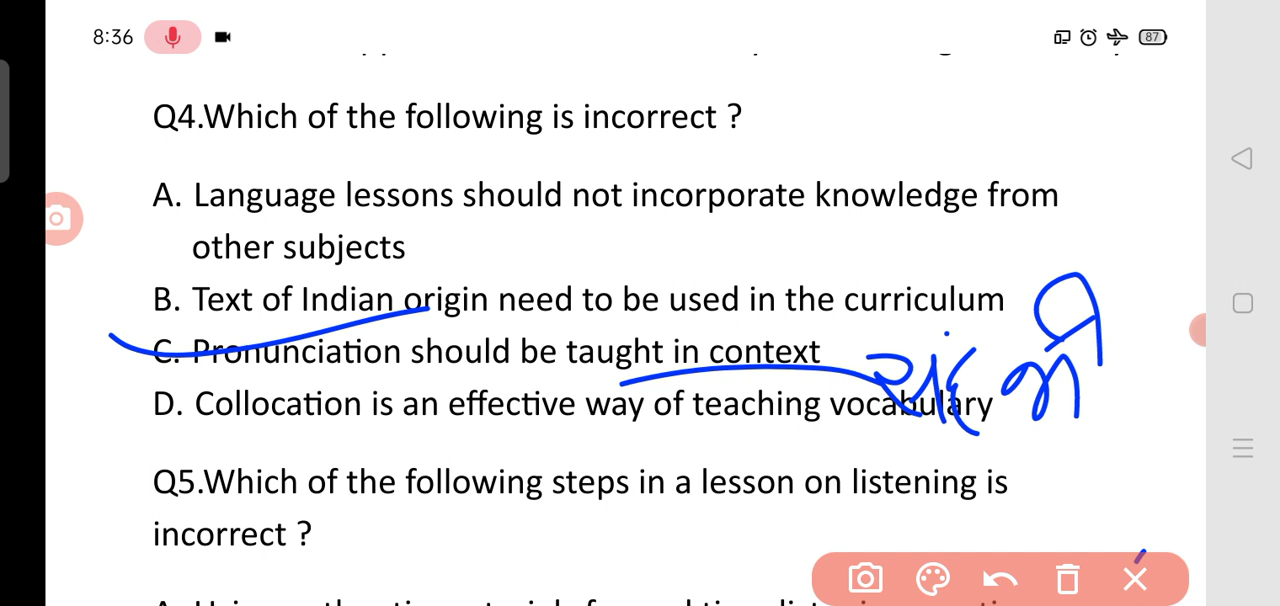 8:36
87
Q4.Which of the following is incorrect ?
A. Language lessons should not incorporate knowledge from
other subjects
B. Text of Indian origin need to be used in the curriculum
C. Pronunciation should be taught in context
D. Collocation is an effective way of teaching vocabulary
Q5.Which of the following steps in a lesson on listening is
incorrect ?